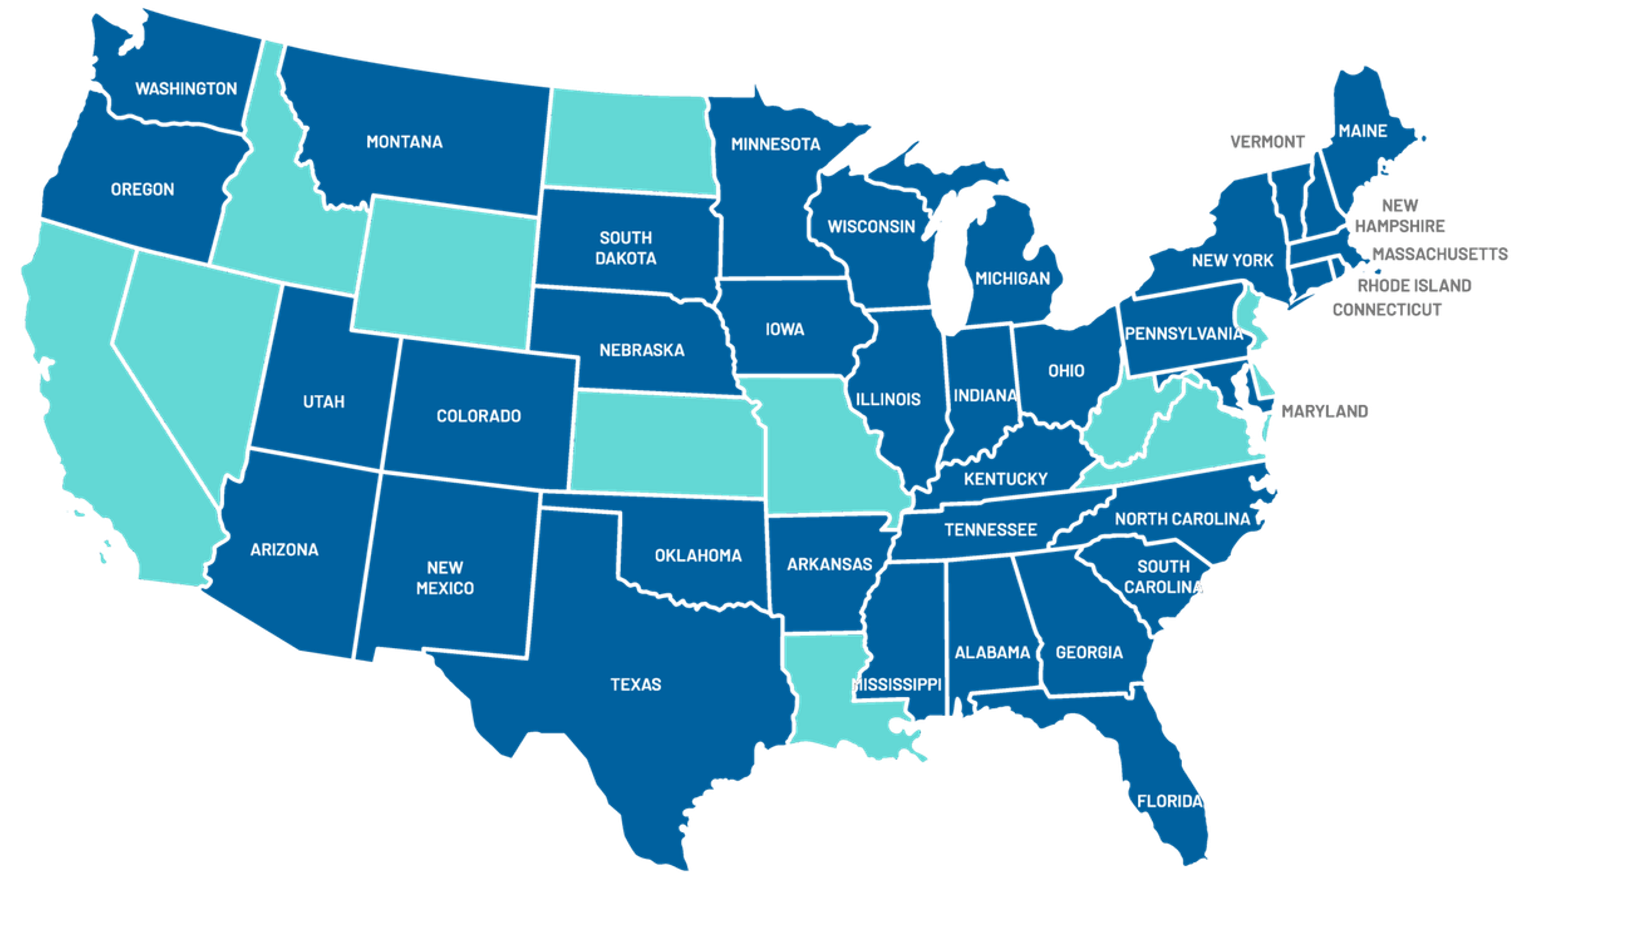 WASHINGTON
MONTANA
OREGON
MINNESOTA
VERMONT
MAINE
NEW
HAMPSHIRE
MASSACHUSETTS
RHODE ISLAND
CONNECTICUT
NEW YORK
WISCONSIN
MICHIGAN
SOUTH
DAKOTA
IOWA
NEBRASKA
PENNSYLVANIA
OHIO
INDIANA
ILLINOIS
UTAH
COLORADO
MARYLAND
KENTUCKY
TENNESSEE
NORTH CAROLINA
ARIZONA
NEW
MEXICO
OKLAHOMA
ARKANSAS
SOUTH
CAROLINA
TEXAS
MISSISSIPPI
ALABAMA
GEORGIA
FLORIDA